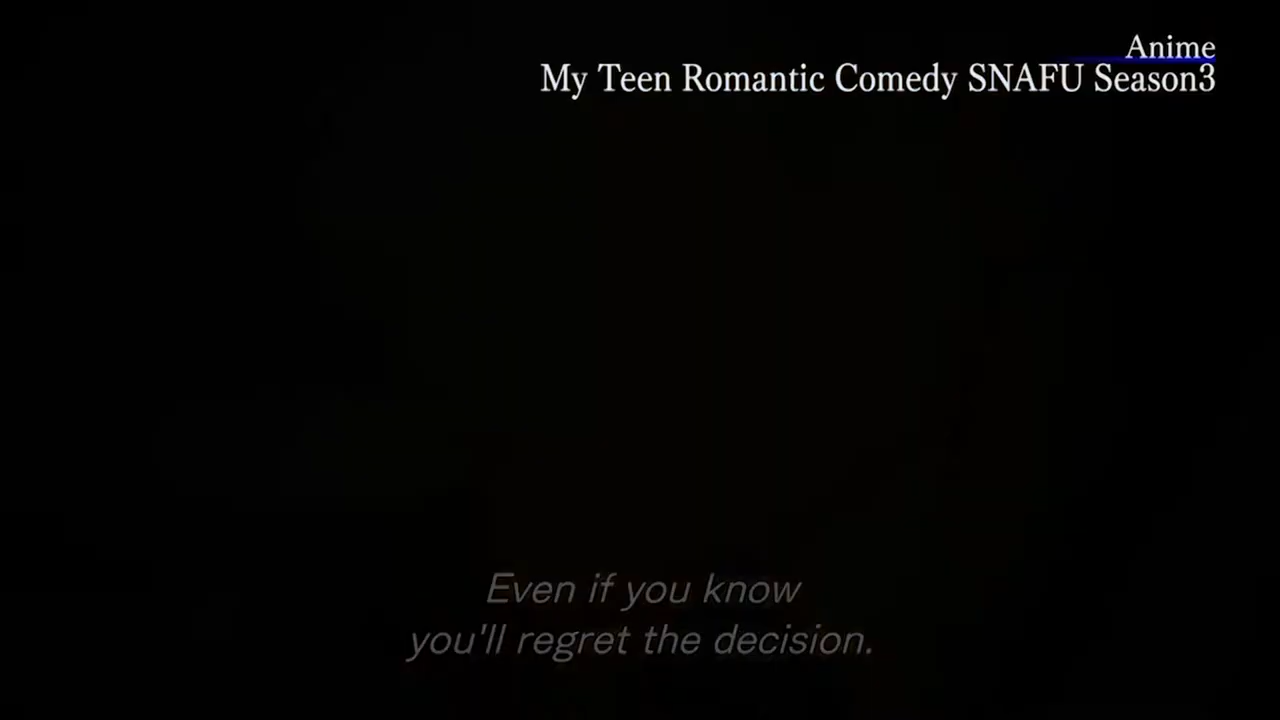 Anime
My Teen Romantic Comedy SNAFU Season3
Even if you know
you'll regret the decision.